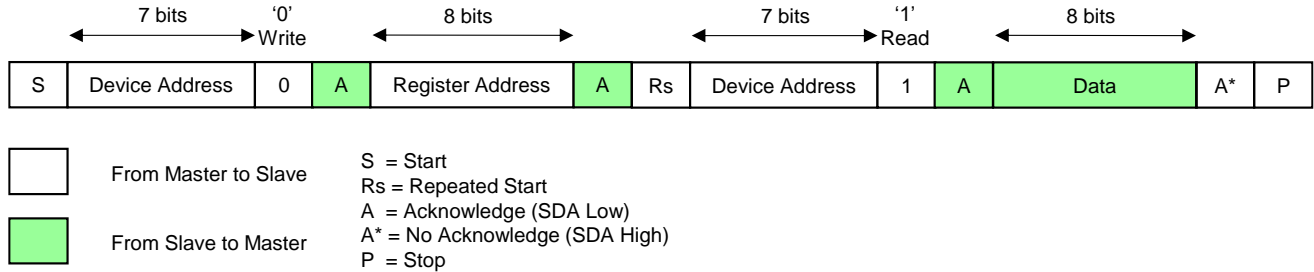 7 bits ‘0’ 8 bits 7 bits ‘1’ 8 bits
Write Read
S Device Address 0 A Register Address A Rs Device Address 1 A Data A* P
From Master to Slave
From Slave to Master
S = Start
Rs = Repeated Start
A = Acknowledge (SDA Low)
A* = No Acknowledge (SDA High)
P = Stop